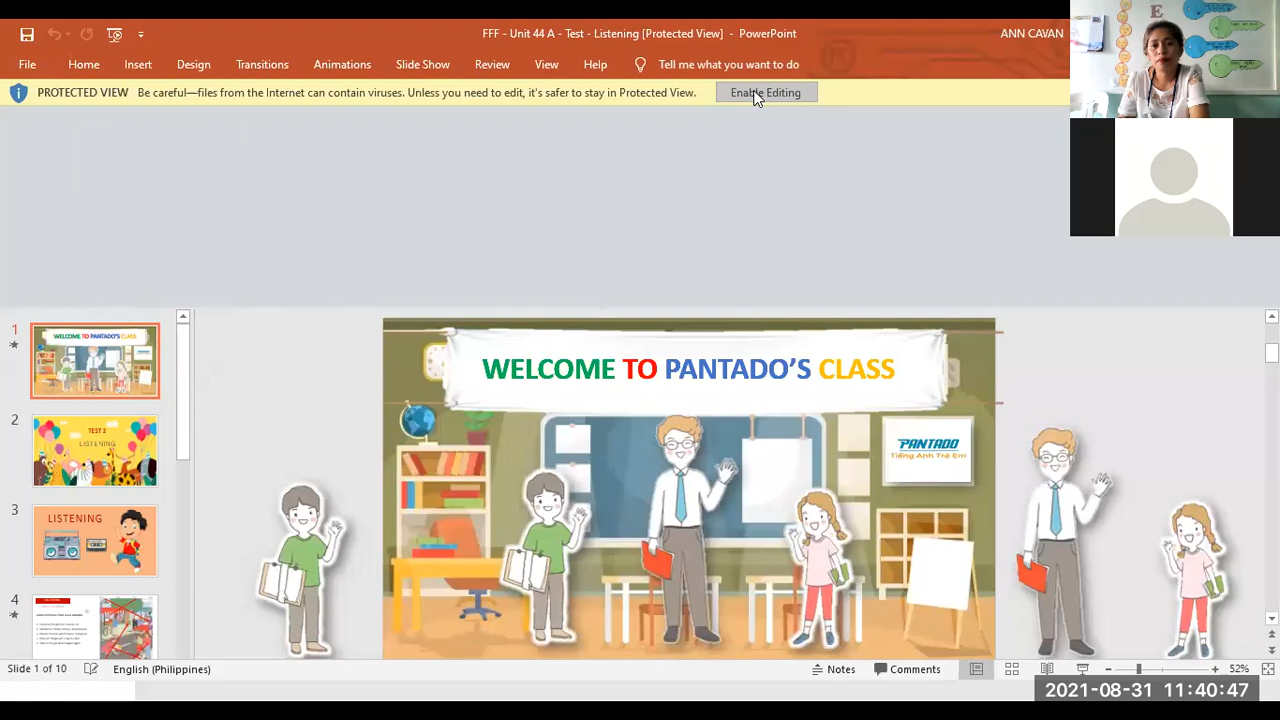 FFF - Unit 44 A - Test - Listening [Protected View] - PowerPoint
ANN CAVAN
File Home Insert Design Transitions Animations Slide Show Review View Help Tell me what you want to do
PROTECTED VIEW Be careful—files from the Internet can contain viruses. Unless you need to edit, it's safer to stay in Protected View. Enable Editing
1
WELCOME TO PANTADO'S CLASS
2
TEST 2
LISTENING
3
LISTENING
4
WELCOME TO PANTADO'S CLASS
PANTADO
Tiếng Anh Trẻ Em
E
Slide 1 of 10 English (Philippines) Notes Comments 52%
2021-08-31 11:40:47